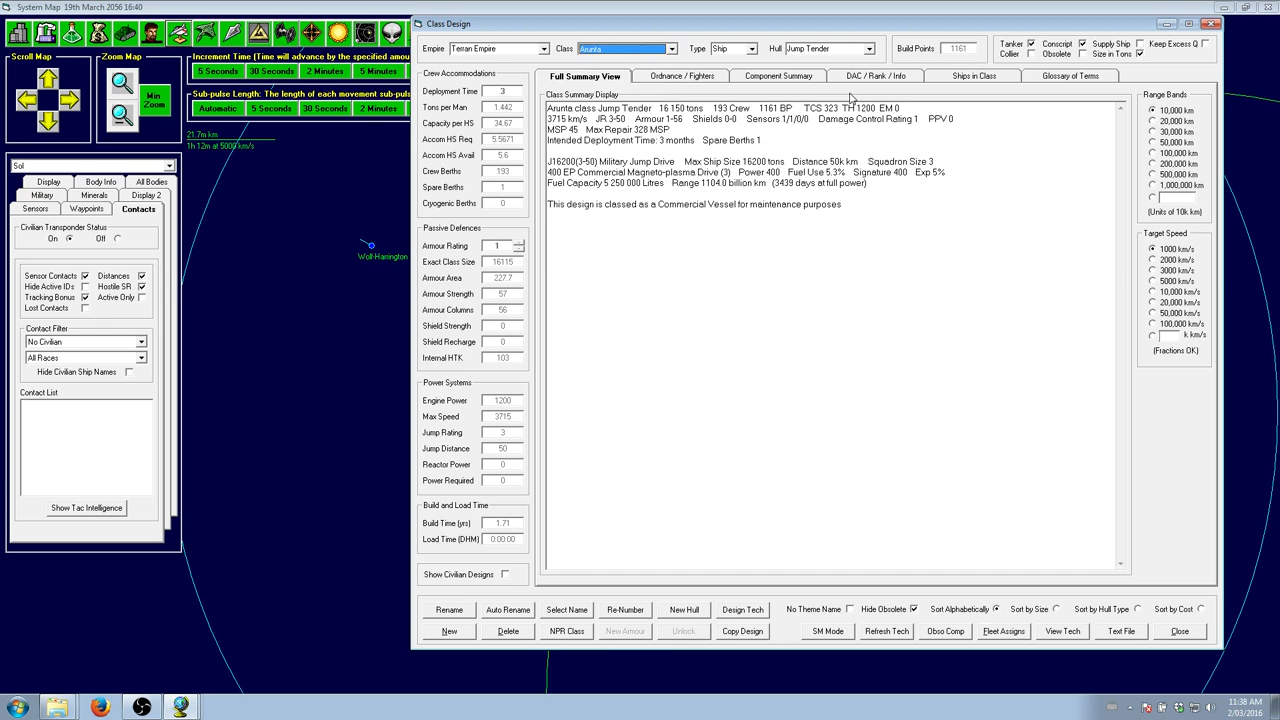 System Map 19th March 2056 16:40
Scroll Map
Zoom Map
Min
Zoom
Increment Time (Time will advance by the specified amou
5 Seconds
30 Seconds
2 Minutes
5 Minutes
Sub-pulse Length: The length of each movement sub-puls
Automatic
5 Seconds
30 Seconds
2 Minutes
21.7m km
1h 12m at 5000 km/s
Sol
Display
Body Info
All Bodies
Military
Minerals
Display 2
Sensors
Waypoints
Contacts
Civilian Transponder Status
On
Off
Sensor Contacts
Distances
Hide Active IDs
Hostile SR
Tracking Bonus
Active Only
Lost Contacts
Contact Filter
No Civilian
All Races
Hide Civilian Ship Names
Contact List
Show Tac Intelligence
Wolf-Harrington
Class Design
Empire
Terran Empire
Class
Arunta
Type
Ship
Hull
Jump Tender
Build Points
1161
Tanker
Conscript
Supply Ship
Keep Excess Q
Collier
Obsolete
Size in Tons
Crew Accommodations
Deployment Time 3
Tons per Man 1.442
Capacity per HS 34.67
Accom HS Req 5.5671
Accom HS Avail 5.6
Crew Berths 193
Spare Berths 1
Cryogenic Berths 0
Passive Defences
Armour Rating 1
Exact Class Size 16115
Armour Area 227.7
Armour Strength 57
Armour Columns 56
Shield Strength 0
Shield Recharge 0
Internal HTK 103
Power Systems
Engine Power 1200
Max Speed 3715
Jump Rating 3
Jump Distance 50
Reactor Power 0
Power Required 0
Build and Load Time
Build Time (yrs) 1.71
Load Time (DHM) 0:00:00
Show Civilian Designs
Full Summary View
Ordnance / Fighters
Component Summary
DAC / Rank / Info
Ships in Class
Glossary of Terms
Class Summary Display
Arunta class Jump Tender 16 150 tons 193 Crew 1161 BP TCS 323 TH 1200 EM 0
3715 km/s JR 3-50 Armour 1-56 Shields 0-0 Sensors 1/1/0/0 Damage Control Rating 1 PPV 0
MSP 45 Max Repair 328 MSP
Intended Deployment Time: 3 months Spare Berths 1
J16200(3-50) Military Jump Drive Max Ship Size 16200 tons Distance 50k km Squadron Size 3
400 EP Commercial Magneto-plasma Drive (3) Power 400 Fuel Use 5.3% Signature 400 Exp 5%
Fuel Capacity 5 250 000 Litres Range 1104.0 billion km (3439 days at full power)
This design is classed as a Commercial Vessel for maintenance purposes
Range Bands
10,000 km
20,000 km
30,000 km
50,000 km
100,000 km
200,000 km
500,000 km
1,000,000 km
(Units of 10k km)
Target Speed
1000 km/s
2000 km/s
3000 km/s
5000 km/s
10,000 km/s
20,000 km/s
50,000 km/s
100,000 km/s
k km/s
(Fractions OK)
Rename
Auto Rename
Select Name
Re-Number
New Hull
Design Tech
No Theme Name
Hide Obsolete
Sort Alphabetically
Sort by Size
Sort by Hull Type
Sort by Cost
New
Delete
NPR Class
New Armour
Unlock
Copy Design
SM Mode
Refresh Tech
Obso Comp
Fleet Assigns
View Tech
Text File
Close
11:38 AM
2/03/2016